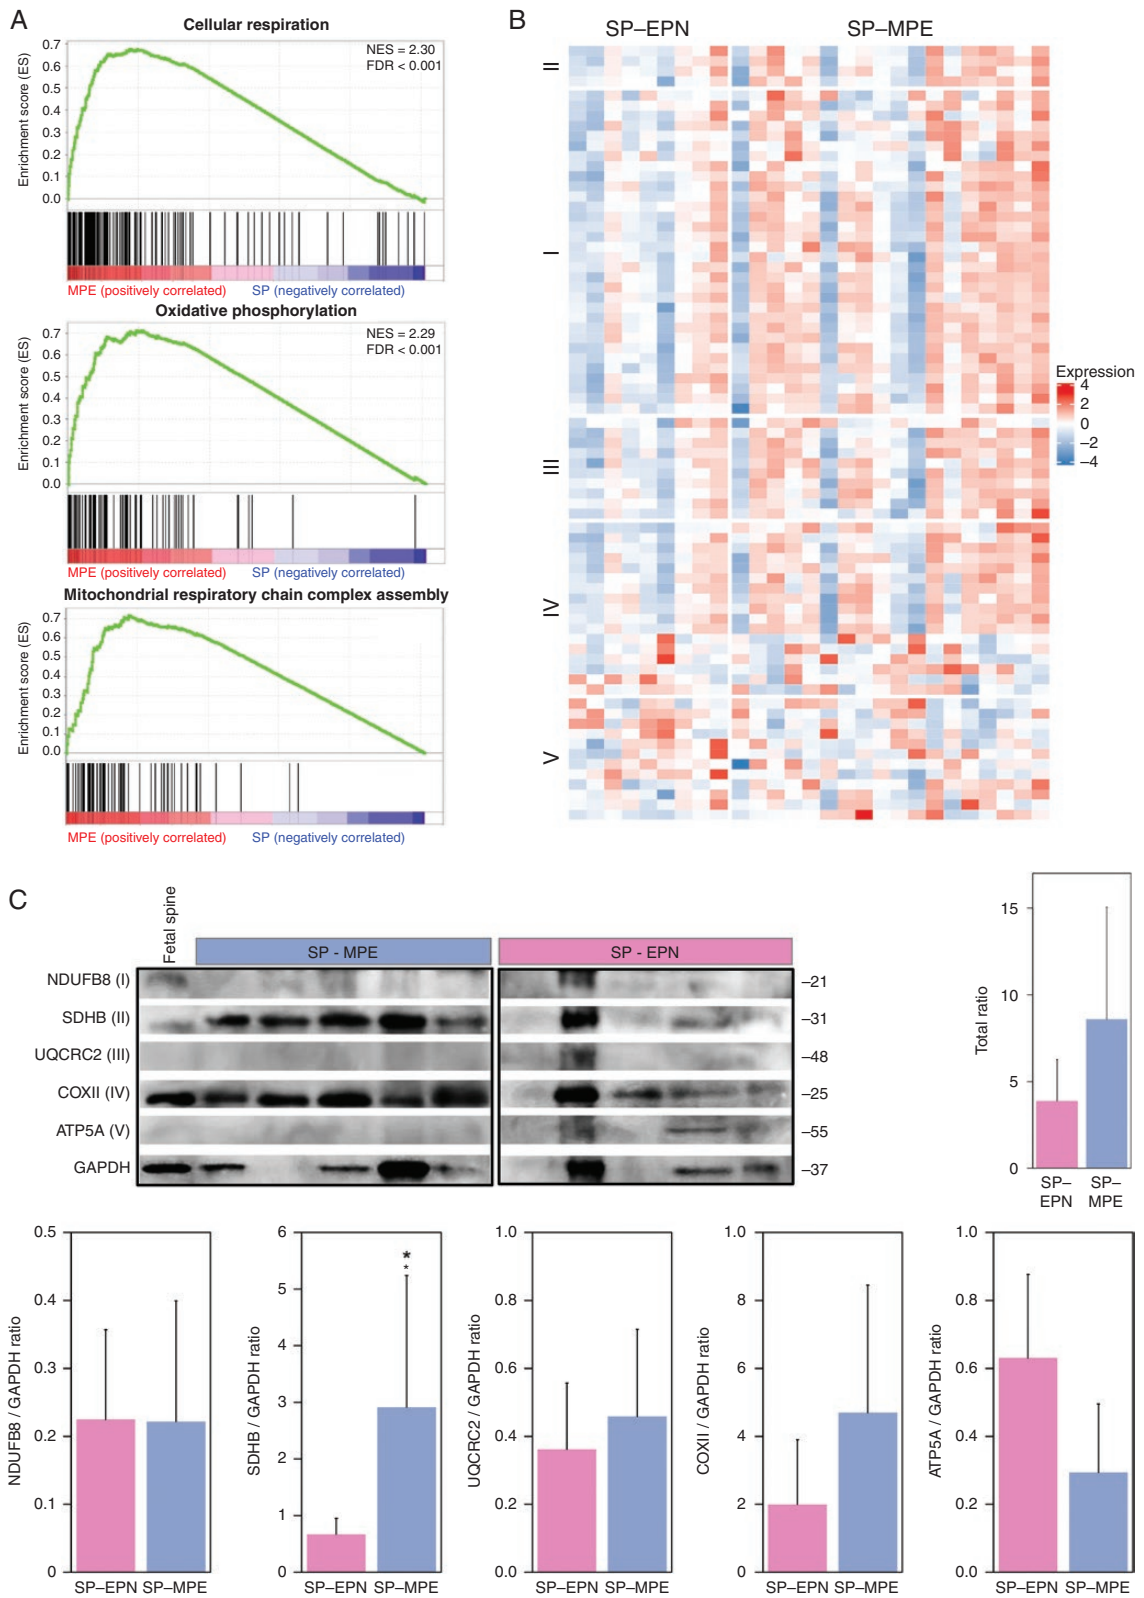 A
Cellular respiration
NES = 2.30
FDR < 0.001
Enrichment score (ES)
0.7
0.6
0.5
0.4
0.3
0.2
0.1
0.0
MPE (positively correlated) SP (negatively correlated)
Oxidative phosphorylation
NES = 2.29
FDR < 0.001
Enrichment score (ES)
0.7
0.6
0.5
0.4
0.3
0.2
0.1
0.0
MPE (positively correlated) SP (negatively correlated)
Mitochondrial respiratory chain complex assembly
Enrichment score (ES)
0.7
0.6
0.5
0.4
0.3
0.2
0.1
0.0
MPE (positively correlated) SP (negatively correlated)
B
SP–EPN SP–MPE
II
I
III
IV
V
Expression
4
2
0
–2
–4
C
Fetal spine
SP - MPE SP - EPN
NDUFB8 (I) –21
SDHB (II) –31
UQCRC2 (III) –48
COXII (IV) –25
ATP5A (V) –55
GAPDH –37
Total ratio
15
10
5
0
SP–
EPN
SP–
MPE
NDUFB8 / GAPDH ratio
0.5
0.4
0.3
0.2
0.1
0
SP–EPN SP–MPE
SDHB / GAPDH ratio
6
5
4
3
2
1
0
*
*
SP–EPN SP–MPE
UQCRC2 / GAPDH ratio
1.0
0.8
0.6
0.4
0.2
0.0
SP–EPN SP–MPE
COXII / GAPDH ratio
1.0
8
6
4
2
0
SP–EPN SP–MPE
ATP5A / GAPDH ratio
1.0
0.8
0.6
0.4
0.2
0.0
SP–EPN SP–MPE